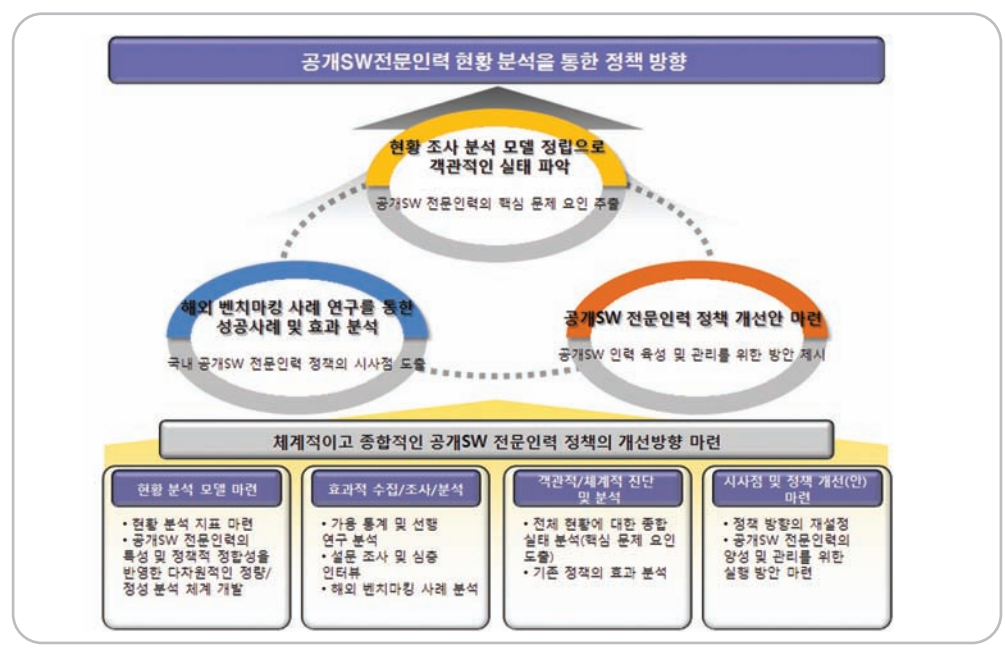 공개SW전문인력 현황 분석을 통한 정책 방향
현황 조사 분석 모델 정립으로
객관적인 실태 파악
공개SW 전문인력의 핵심 문제 요인 추출
해외 벤치마킹 사례 연구를 통한
성공사례 및 효과 분석
국내 공개SW 전문인력 정책의 시사점 도출
공개SW 전문인력 정책 개선안 마련
공개SW 인력 육성 및 관리를 위한 방안 제시
체계적이고 종합적인 공개SW 전문인력 정책의 개선방향 마련
현황 분석 모델 마련
• 현황 분석 지표 마련
• 공개SW 전문인력의
특성 및 정책적 정합성을
반영한 다차원적인 정량/
정성 분석 체계 개발
효과적 수집/조사/분석
• 가용 통계 및 선행
연구 분석
• 설문 조사 및 심층
인터뷰
• 해외 벤치마킹 사례 분석
객관적/체계적 진단
및 분석
• 전체 현황에 대한 종합
실태 분석(핵심 문제 요인
도출)
• 기존 정책의 효과 분석
시사점 및 정책 개선(안)
마련
• 정책 방향의 재설정
• 공개SW 전문인력의
양성 및 관리를 위한
실행 방안 마련